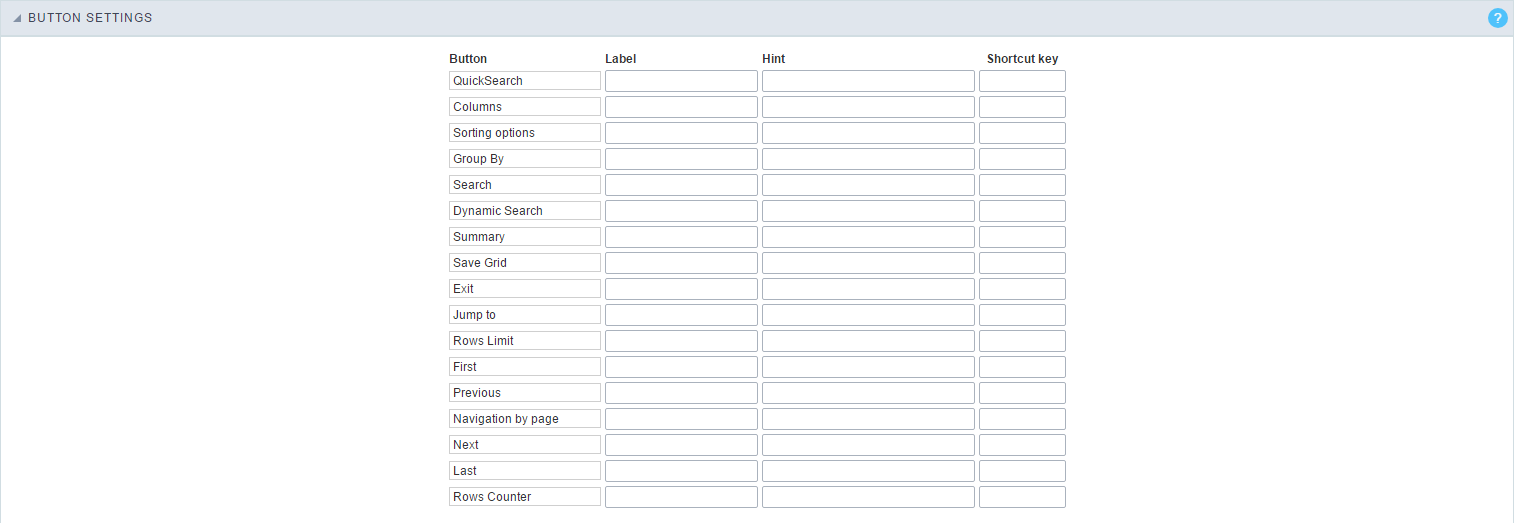 BUTTON SETTINGS
?
Button Label Hint Shortcut key
QuickSearch
Columns
Sorting options
Group By
Search
Dynamic Search
Summary
Save Grid
Exit
Jump to
Rows Limit
First
Previous
Navigation by page
Next
Last
Rows Counter